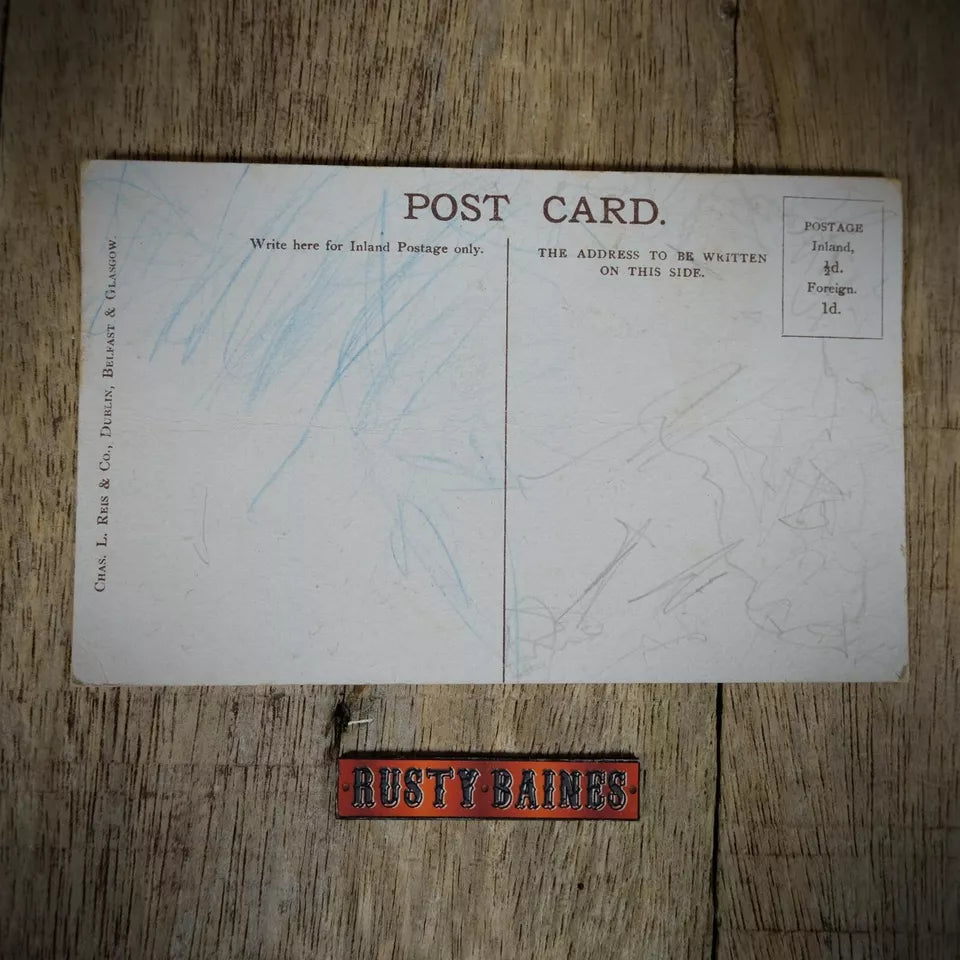 POST CARD.
Write here for Inland Postage only.
THE ADDRESS TO BE WRITTEN
ON THIS SIDE.
POSTAGE
Inland,
½d.
Foreign.
1d.
CHAS. L. REIS & CO., DUBLIN, BELFAST & GLASGOW.
RUSTY·BAINES